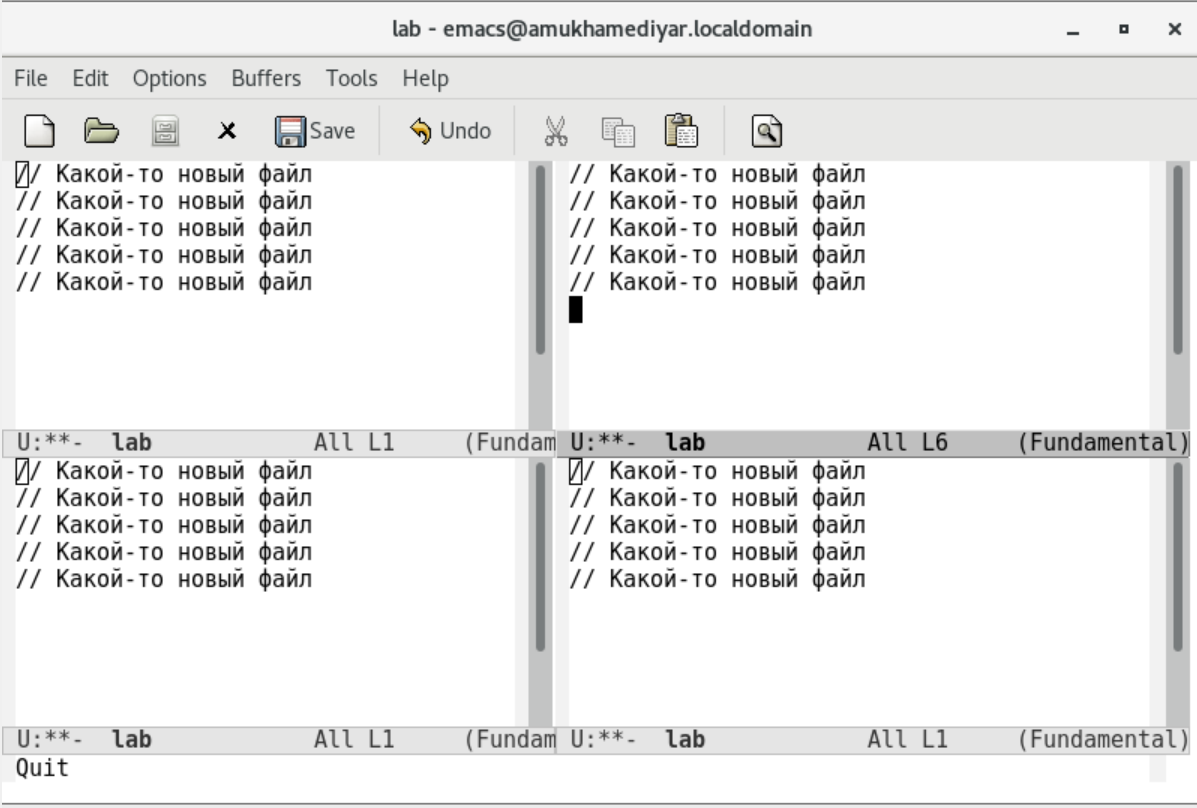 lab - emacs@amukhamediyar.localdomain
File Edit Options Buffers Tools Help
Save Undo
// Какой-то новый файл
// Какой-то новый файл
// Какой-то новый файл
// Какой-то новый файл
// Какой-то новый файл
U:**- lab All L1 (Fundam
// Какой-то новый файл
// Какой-то новый файл
// Какой-то новый файл
// Какой-то новый файл
// Какой-то новый файл
U:**- lab All L6 (Fundamental)
// Какой-то новый файл
// Какой-то новый файл
// Какой-то новый файл
// Какой-то новый файл
// Какой-то новый файл
U:**- lab All L1 (Fundam
// Какой-то новый файл
// Какой-то новый файл
// Какой-то новый файл
// Какой-то новый файл
// Какой-то новый файл
U:**- lab All L1 (Fundamental)
Quit